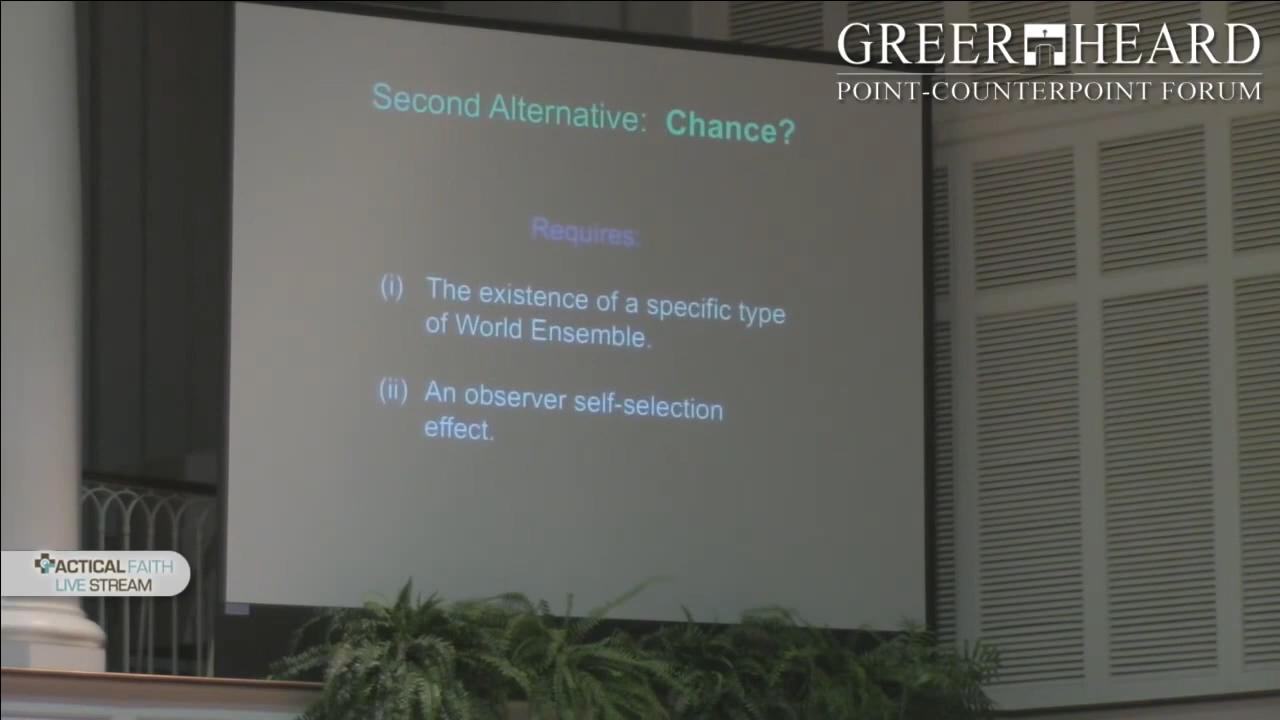 GREER HEARD
POINT-COUNTERPOINT FORUM
Second Alternative: Chance?
Requires:
(i) The existence of a specific type
of World Ensemble.
(ii) An observer self-selection
effect.
TACTICAL FAITH
LIVE STREAM